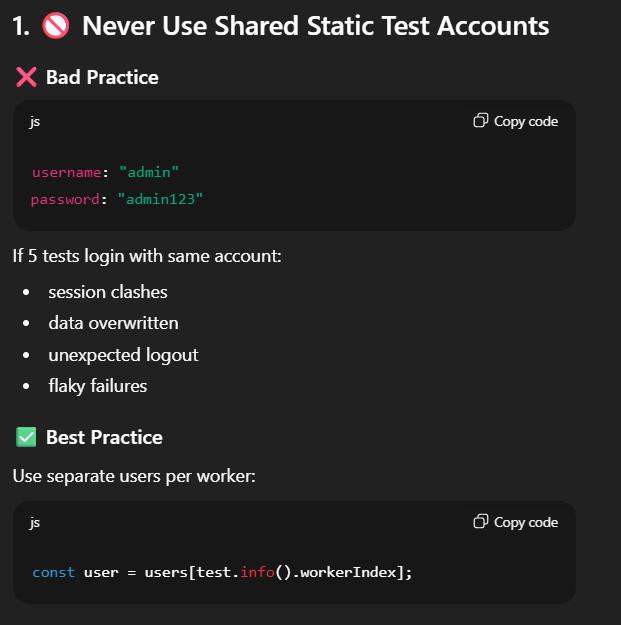 1. 🚫 Never Use Shared Static Test Accounts
❌ Bad Practice
js
Copy code
username: "admin"
password: "admin123"
If 5 tests login with same account:
• session clashes
• data overwritten
• unexpected logout
• flaky failures
✅ Best Practice
Use separate users per worker:
js
Copy code
const user = users[test.info().workerIndex];